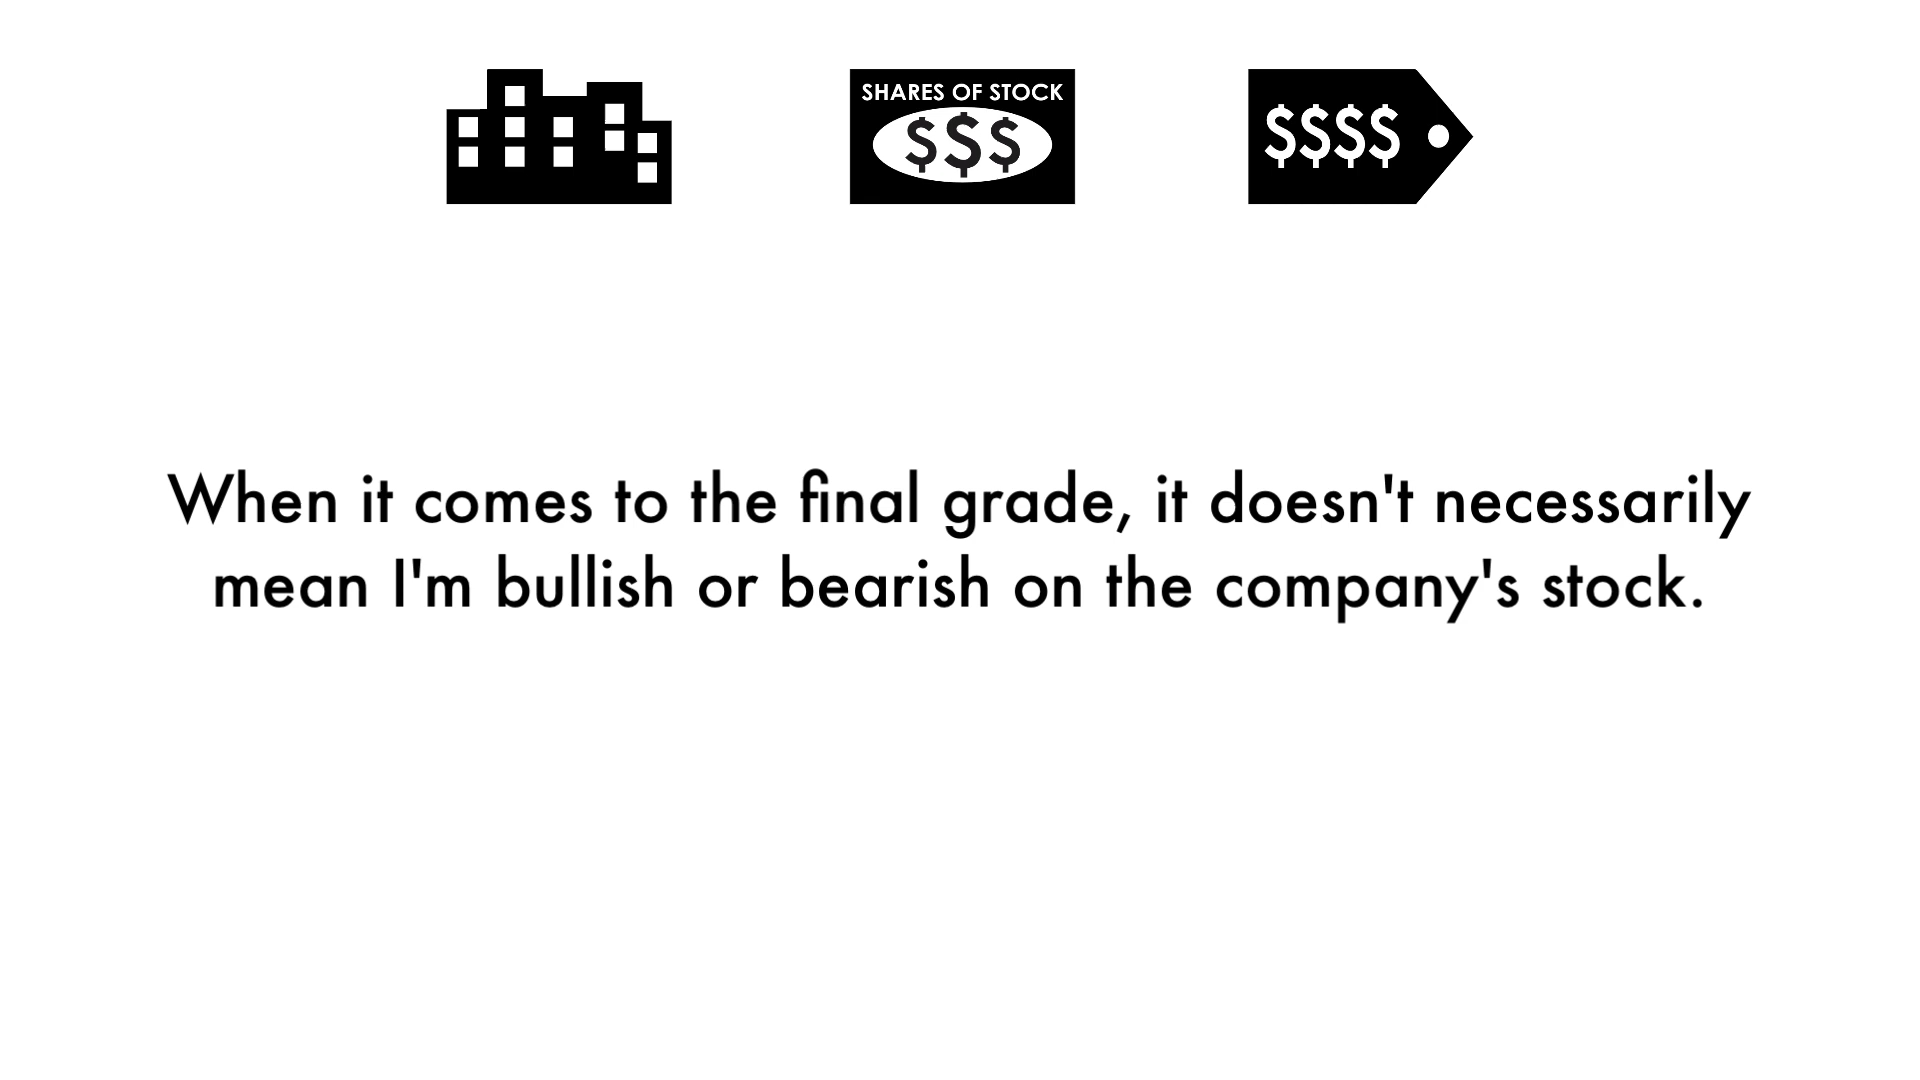 SHARES OF STOCK
$$$
$$$$
When it comes to the final grade, it doesn't necessarily
mean I'm bullish or bearish on the company's stock.